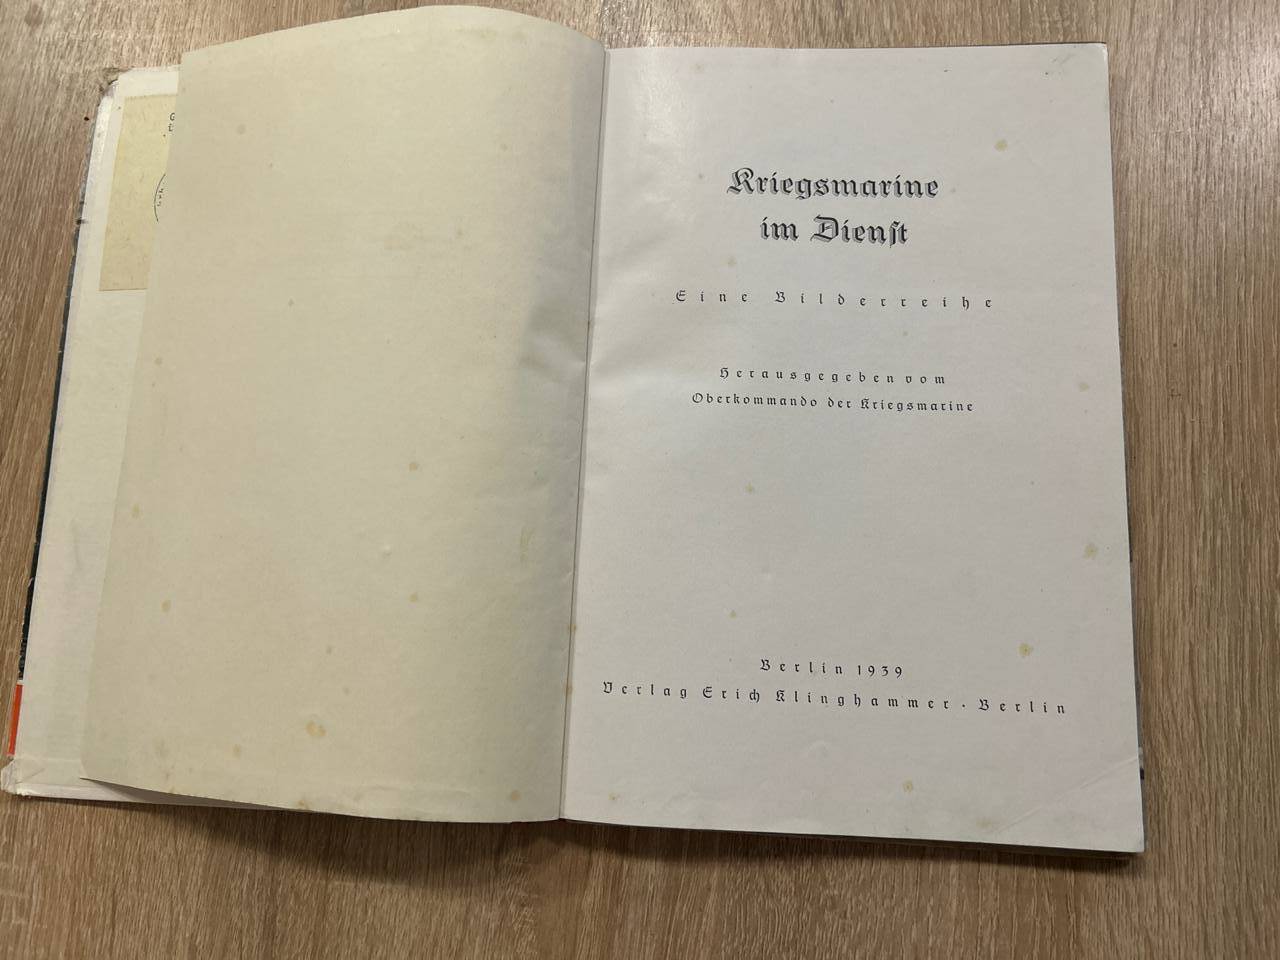 Kriegsmarine
im Dienſt
Eine Bilderreihe
Herausgegeben vom
Oberkommando der Kriegsmarine
Berlin 1939
Verlag Erich Klinghammer · Berlin